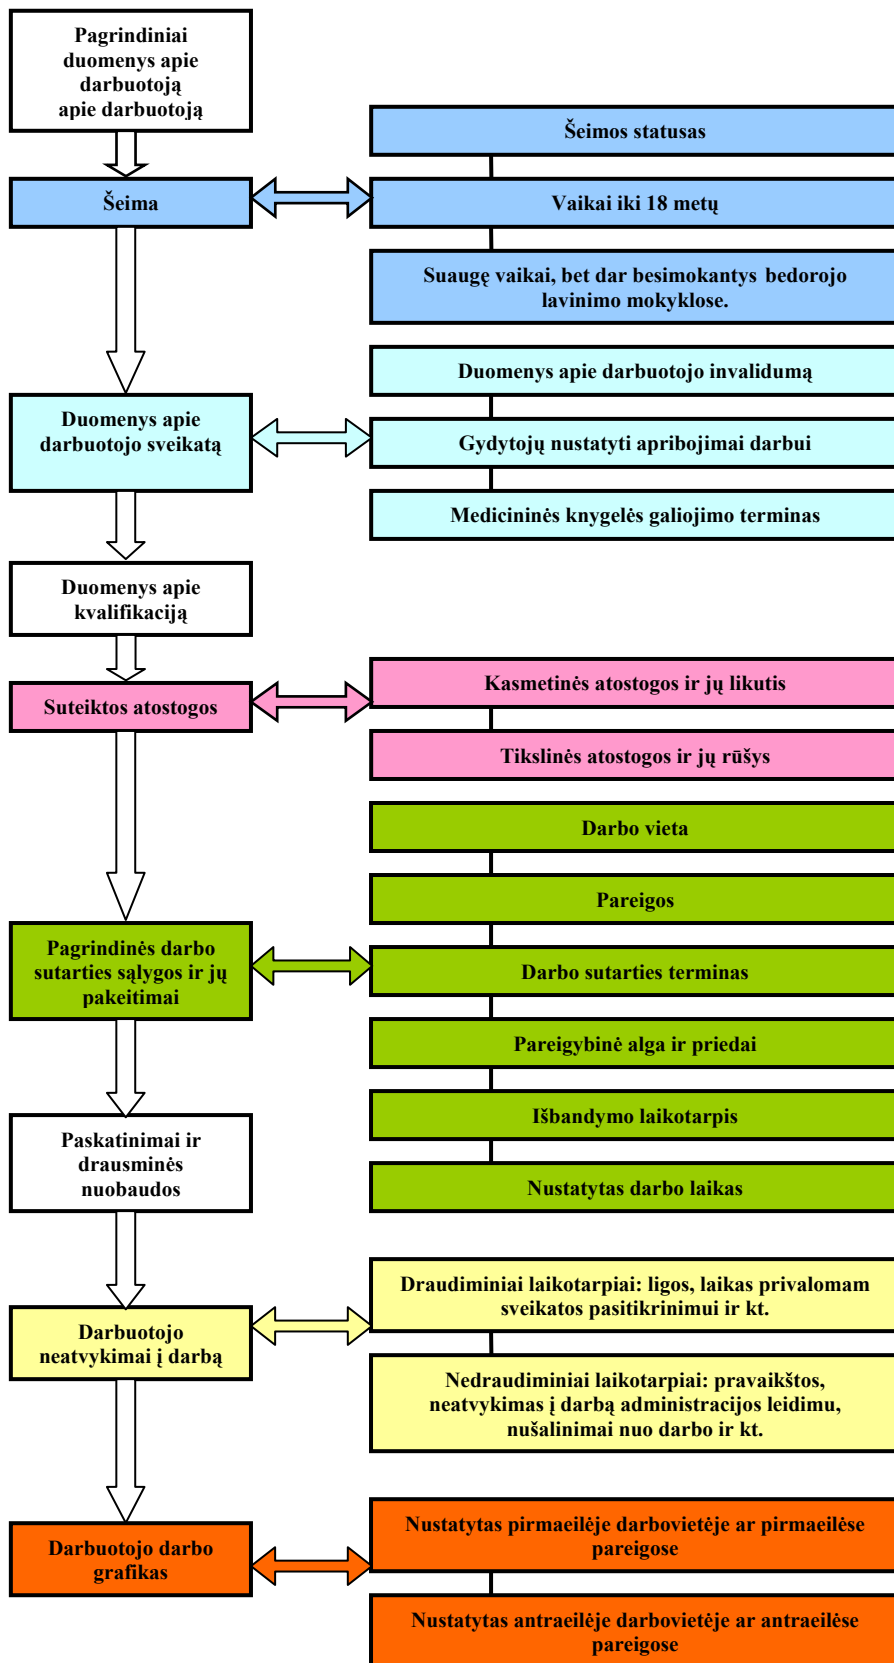 Pagrindiniai
duomenys apie
darbuotoją
apie darbuotoją
Šeimos statusas
Šeima
Vaikai iki 18 metų
Suaugę vaikai, bet dar besimokantys bedorojo
lavinimo mokyklose.
Duomenys apie darbuotojo invalidumą
Duomenys apie
darbuotojo sveikatą
Gydytojų nustatyti apribojimai darbui
Medicininės knygelės galiojimo terminas
Duomenys apie
kvalifikaciją
Suteiktos atostogos
Kasmetinės atostogos ir jų likutis
Tikslinės atostogos ir jų rūšys
Darbo vieta
Pareigos
Pagrindinės darbo
sutarties sąlygos ir jų
pakeitimai
Darbo sutarties terminas
Pareigybinė alga ir priedai
Išbandymo laikotarpis
Nustatytas darbo laikas
Paskatinimai ir
drausminės
nuobaudos
Draudiminiai laikotarpiai: ligos, laikas privalomam
sveikatos pasitikrinimui ir kt.
Darbuotojo
neatvykimai į darbą
Nedraudiminiai laikotarpiai: pravaikštos,
neatvykimas į darbą administracijos leidimu,
nušalinimai nuo darbo ir kt.
Darbuotojo darbo
grafikas
Nustatytas pirmaeilėje darbovietėje ar pirmaeilėse
pareigose
Nustatytas antraeilėje darbovietėje ar antraeilėse
pareigose